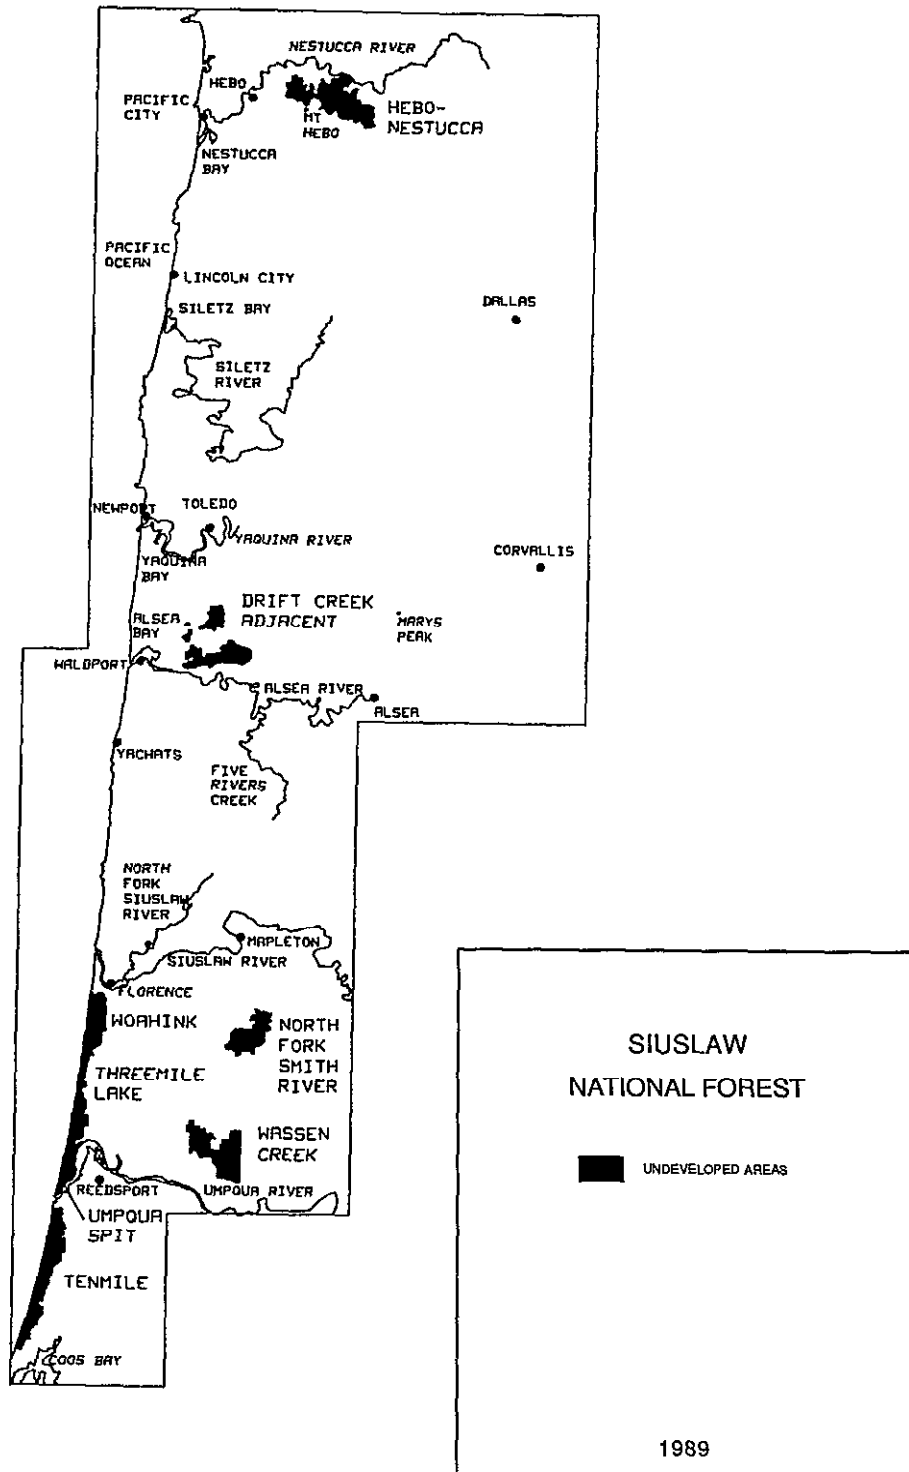 NESTUCCA RIVER
HEBO
PACIFIC
CITY
MT
HEBO
HEBO-
NESTUCCA
NESTUCCA
BAY
PACIFIC
OCEAN
LINCOLN CITY
SILETZ BAY
DALLAS
SILETZ
RIVER
NEWPORT
TOLEDO
YAQUINA RIVER
YAQUINA
BAY
CORVALLIS
DRIFT CREEK
ADJACENT
ALSEA
BAY
MARYS
PEAK
WALDPORT
ALSEA RIVER
ALSEA
YACHATS
FIVE
RIVERS
CREEK
NORTH
FORK
SIUSLAW
RIVER
MAPLETON
SIUSLAW RIVER
FLORENCE
WOAHINK
NORTH
FORK
SMITH
RIVER
THREEMILE
LAKE
WASSEN
CREEK
REEDSPORT
UMPQUA RIVER
UMPQUA
SPIT
TENMILE
COOS BAY
SIUSLAW
NATIONAL FOREST
UNDEVELOPED AREAS
1989